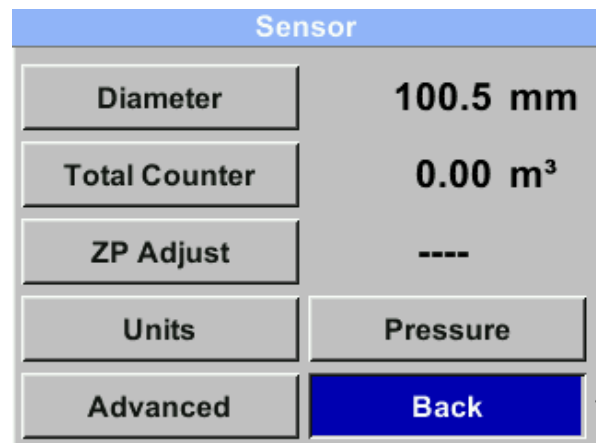 Sensor
Diameter 100.5 mm
Total Counter 0.00 m³
ZP Adjust ----
Units Pressure
Advanced Back